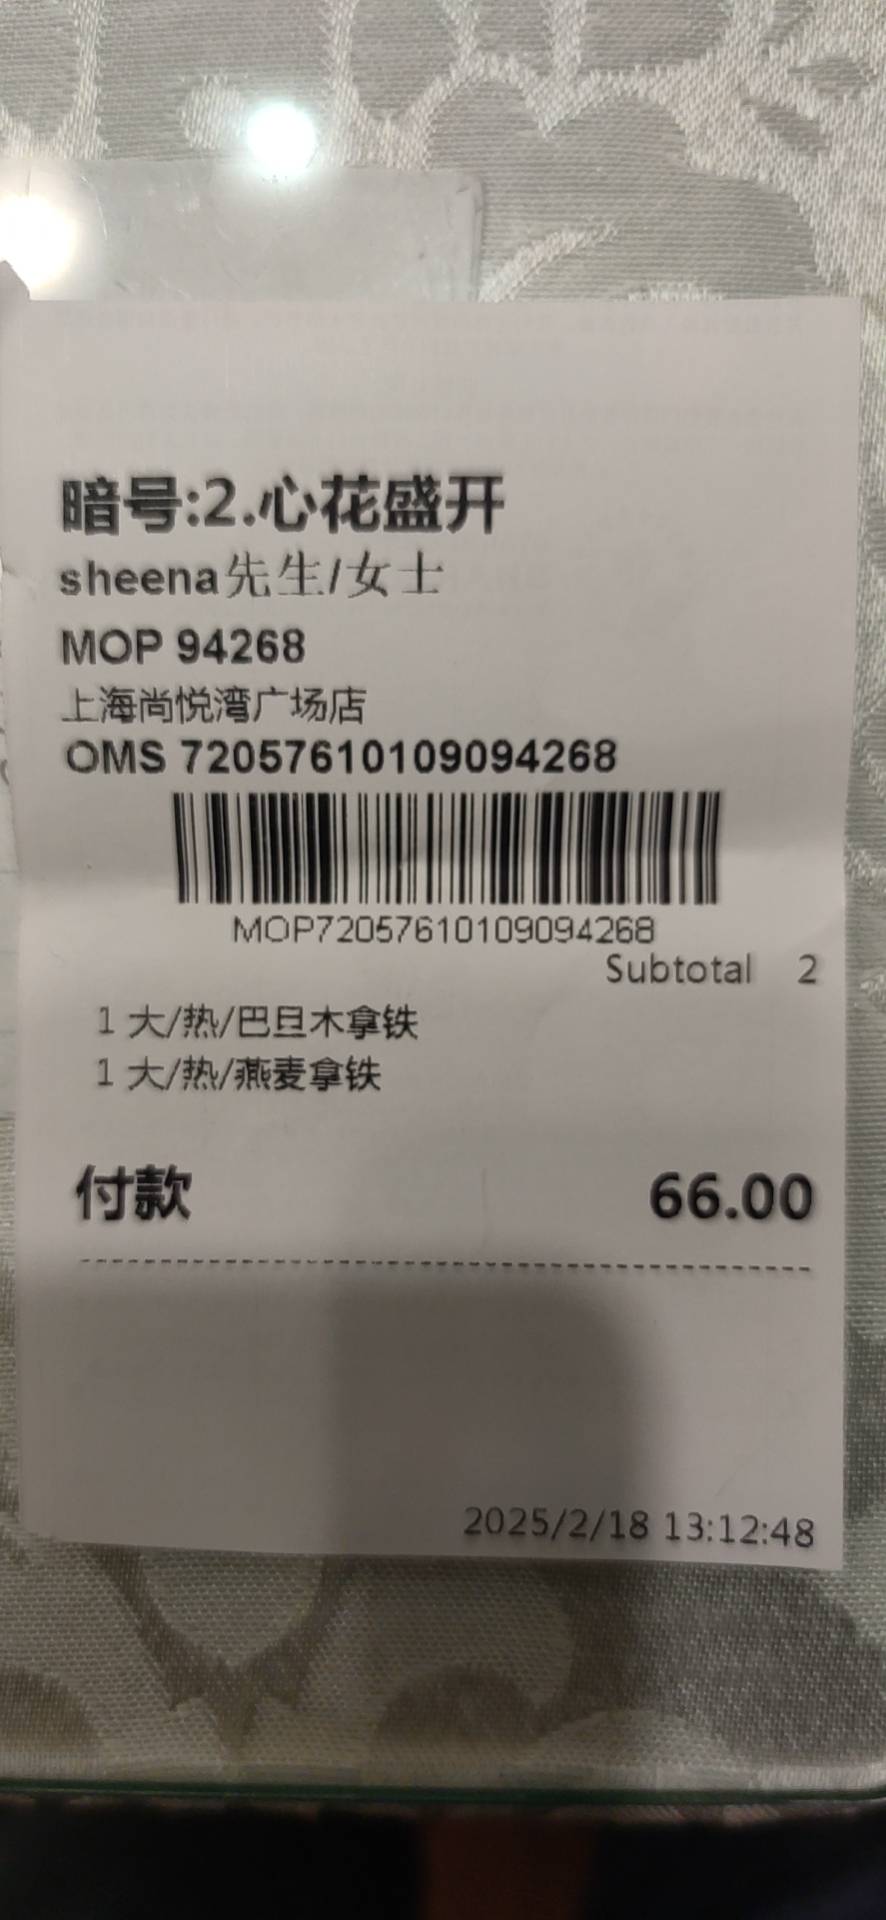 暗号:2.心花盛开
sheena先生/女士
MOP 94268
上海尚悦湾广场店
OMS 72057610109094268
MOP72057610109094268
Subtotal 2
1 大/热/巴旦木拿铁
1 大/热/燕麦拿铁
付款 66.00
2025/2/18 13:12:48